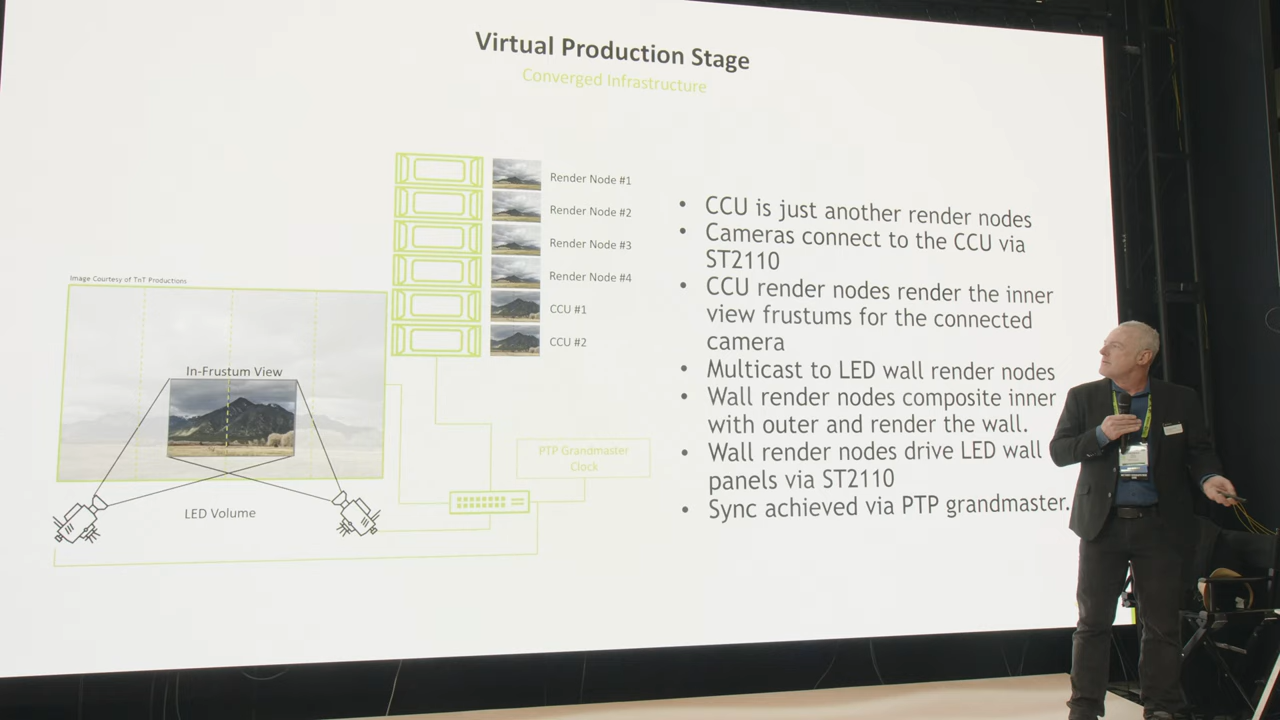 Virtual Production Stage
Converged Infrastructure
Render Node #1
Render Node #2
Render Node #3
Render Node #4
CCU #1
CCU #2
Image Courtesy of TnT Productions
In-Frustum View
LED Volume
PTP Grandmaster
Clock
• CCU is just another render nodes
• Cameras connect to the CCU via
ST2110
• CCU render nodes render the inner
view frustums for the connected
camera
• Multicast to LED wall render nodes
• Wall render nodes composite inner
with outer and render the wall.
• Wall render nodes drive LED wall
panels via ST2110
• Sync achieved via PTP grandmaster.